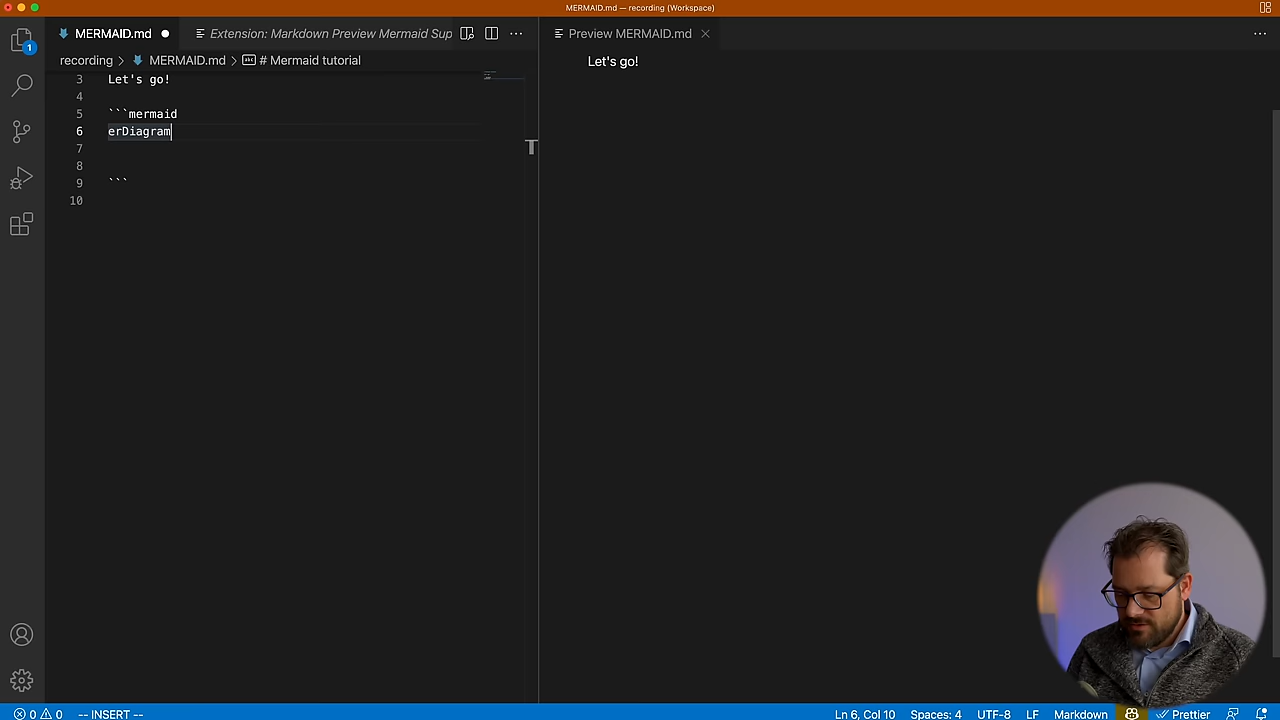 MERMAID.md — recording (Workspace)
1
MERMAID.md
Extension: Markdown Preview Mermaid Sup
Preview MERMAID.md
recording > MERMAID.md > # Mermaid tutorial
3 Let's go!
4
5 ```mermaid
6 erDiagram
7
8
9 ```
10
Let's go!
0 0 -- INSERT -- Ln 6, Col 10 Spaces: 4 UTF-8 LF Markdown Prettier